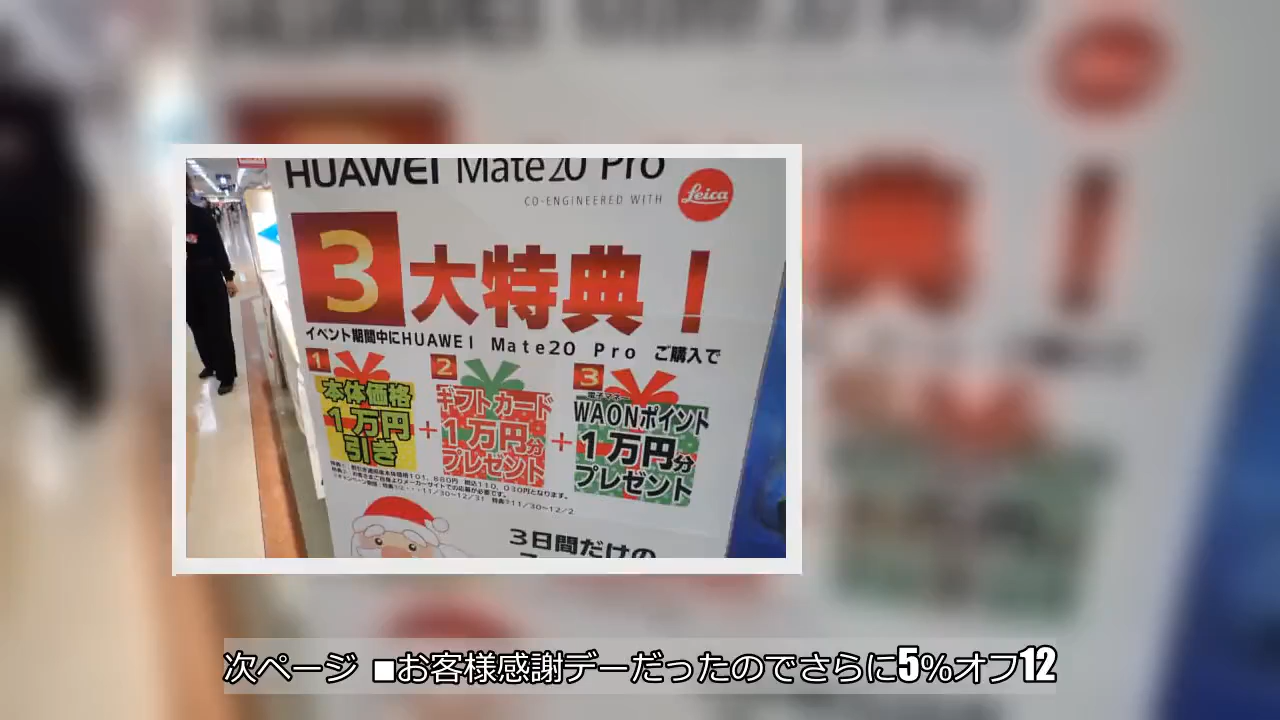 HUAWEI Mate20 Pro
CO-ENGINEERED WITH
Leica
3大特典！
イベント期間中にHUAWEI Mate20 Pro ご購入で
1 本体価格 1万円引き
+
2 ギフトカード 1万円分 プレゼント
+
3 電子マネー WAONポイント 1万円分 プレゼント
3日間だけの
次ページ ■お客様感謝デーだったのでさらに5%オフ12